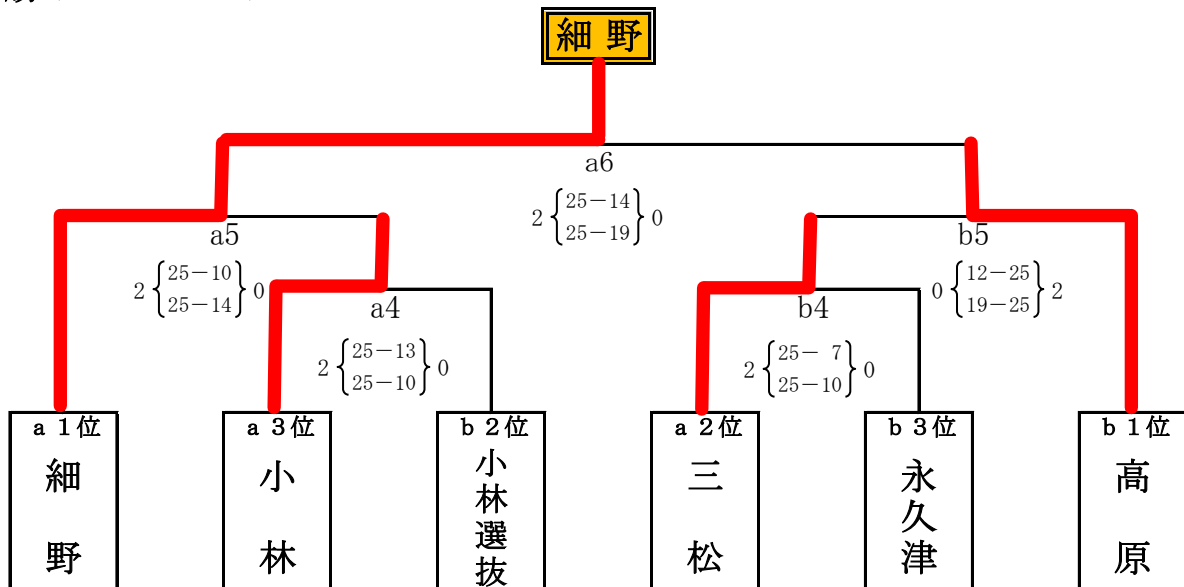 細野
a6
2 {25－14 25－19} 0
a5
2 {25－10 25－14} 0
b5
0 {12－25 19－25} 2
a4
2 {25－13 25－10} 0
b4
2 {25－ 7 25－10} 0
a 1位
細野
a 3位
小林
b 2位
小林選抜
a 2位
三松
b 3位
永久津
b 1位
高原